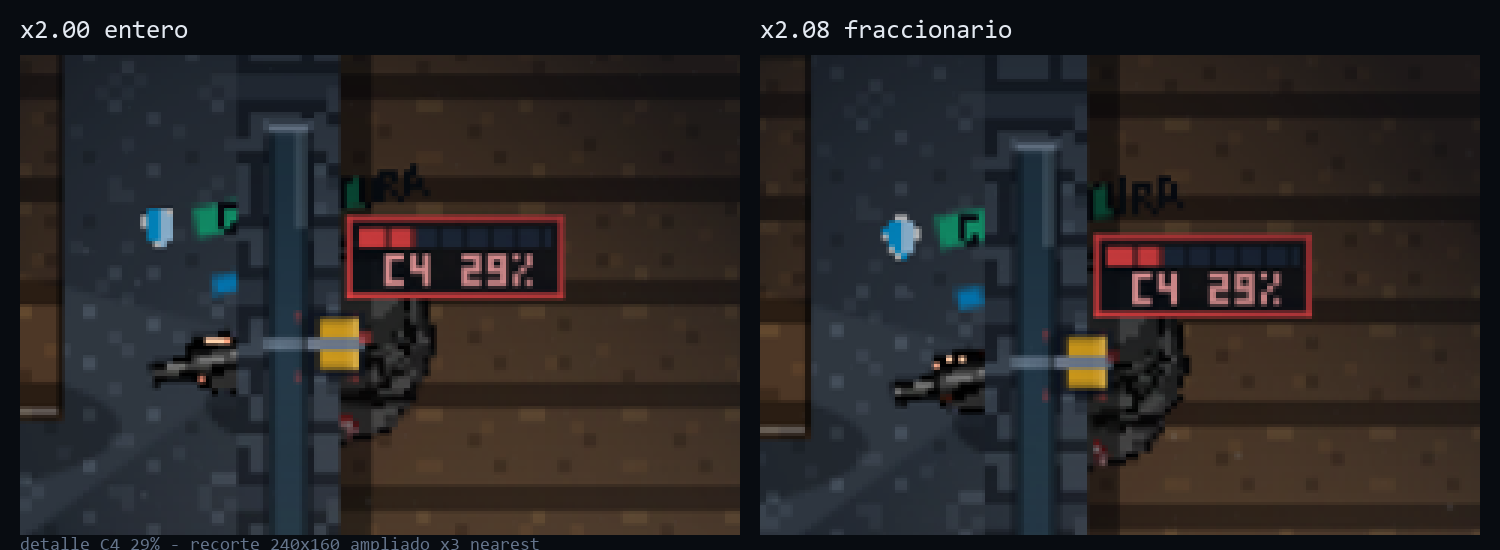 x2.00 entero
x2.08 fraccionario
C4 29%
C4 29%
detalle C4 29% - recorte 240x160 ampliado x3 nearest